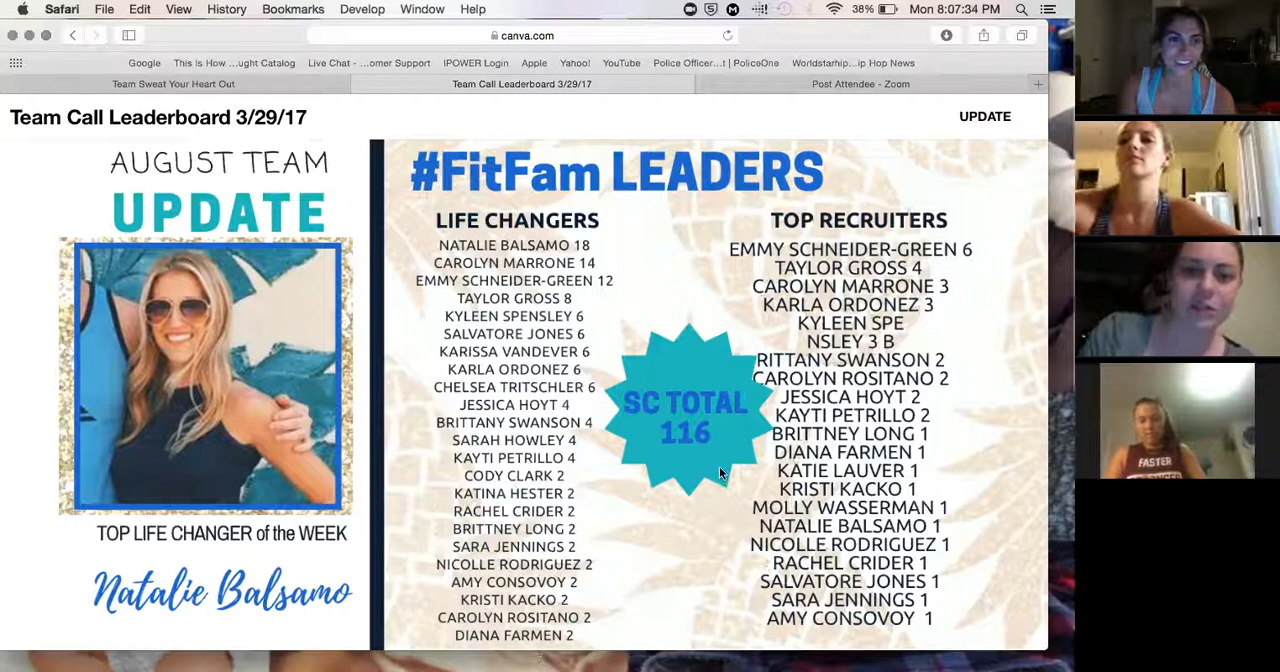 Safari File Edit View History Bookmarks Develop Window Help 38% Mon 8:07:34 PM
canva.com
Google This Is How ...ught Catalog Live Chat - ...omer Support IPOWER Login Apple Yahoo! YouTube Police Officer...t | PoliceOne Worldstarhip...ip Hop News
Team Sweat Your Heart Out Team Call Leaderboard 3/29/17 Post Attendee - Zoom
Team Call Leaderboard 3/29/17 UPDATE
AUGUST TEAM
UPDATE
TOP LIFE CHANGER of the WEEK
Natalie Balsamo
#FitFam LEADERS
LIFE CHANGERS
NATALIE BALSAMO 18
CAROLYN MARRONE 14
EMMY SCHNEIDER-GREEN 12
TAYLOR GROSS 8
KYLEEN SPENSLEY 6
SALVATORE JONES 6
KARISSA VANDEVER 6
KARLA ORDONEZ 6
CHELSEA TRITSCHLER 6
JESSICA HOYT 4
BRITTANY SWANSON 4
SARAH HOWLEY 4
KAYTI PETRILLO 4
CODY CLARK 2
KATINA HESTER 2
RACHEL CRIDER 2
BRITTNEY LONG 2
SARA JENNINGS 2
NICOLLE RODRIGUEZ 2
AMY CONSOVOY 2
KRISTI KACKO 2
CAROLYN ROSITANO 2
DIANA FARMEN 2
SC TOTAL
116
TOP RECRUITERS
EMMY SCHNEIDER-GREEN 6
TAYLOR GROSS 4
CAROLYN MARRONE 3
KARLA ORDONEZ 3
KYLEEN SPE
NSLEY 3 B
RITTANY SWANSON 2
CAROLYN ROSITANO 2
JESSICA HOYT 2
KAYTI PETRILLO 2
BRITTNEY LONG 1
DIANA FARMEN 1
KATIE LAUVER 1
KRISTI KACKO 1
MOLLY WASSERMAN 1
NATALIE BALSAMO 1
NICOLLE RODRIGUEZ 1
RACHEL CRIDER 1
SALVATORE JONES 1
SARA JENNINGS 1
AMY CONSOVOY 1
FASTER